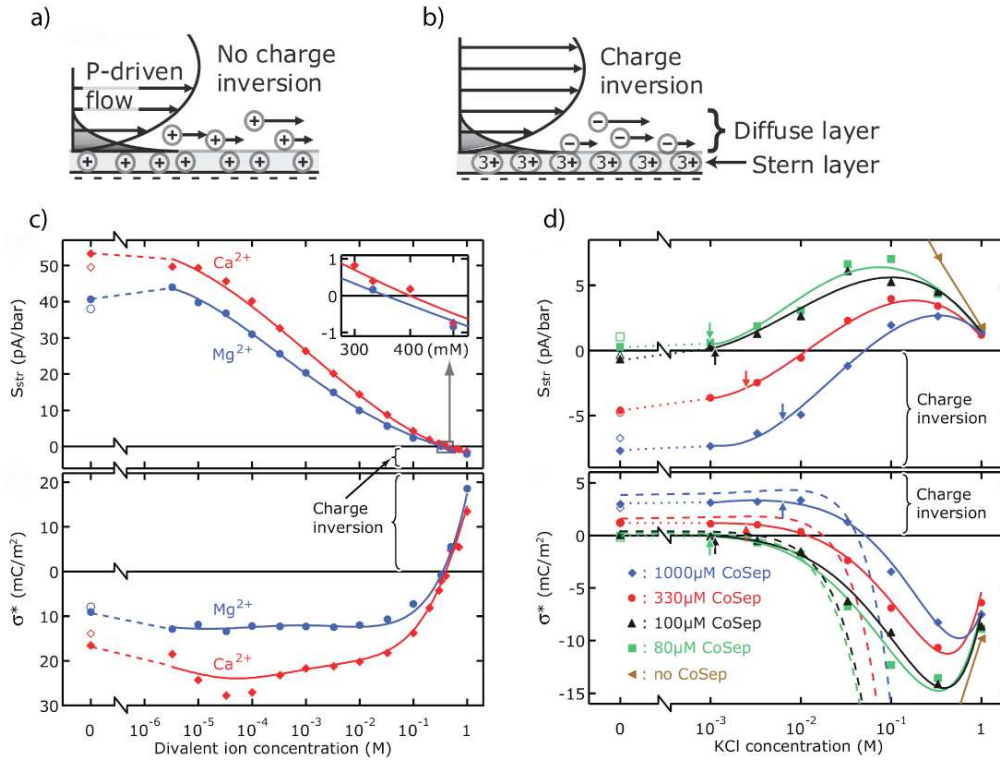 a)
P-driven
flow
No charge
inversion
+ + + +
+ + + + + + +
b)
Charge
inversion
− − − − −
3+ 3+ 3+ 3+ 3+ 3+
Diffuse layer
Stern layer
c)
S_str (pA/bar)
50
40
30
20
10
0
Ca²⁺
Mg²⁺
1
0
-1
300 400 (mM)
Charge
inversion
σ* (mC/m²)
20
10
0
10
20
30
Mg²⁺
Ca²⁺
0 10⁻⁶ 10⁻⁵ 10⁻⁴ 10⁻³ 10⁻² 10⁻¹ 1
Divalent ion concentration (M)
d)
S_str (pA/bar)
5
0
-5
Charge
inversion
σ* (mC/m²)
5
0
-5
-10
-15
Charge
inversion
: 1000μM CoSep
: 330μM CoSep
: 100μM CoSep
: 80μM CoSep
: no CoSep
0 10⁻³ 10⁻² 10⁻¹ 1
KCl concentration (M)